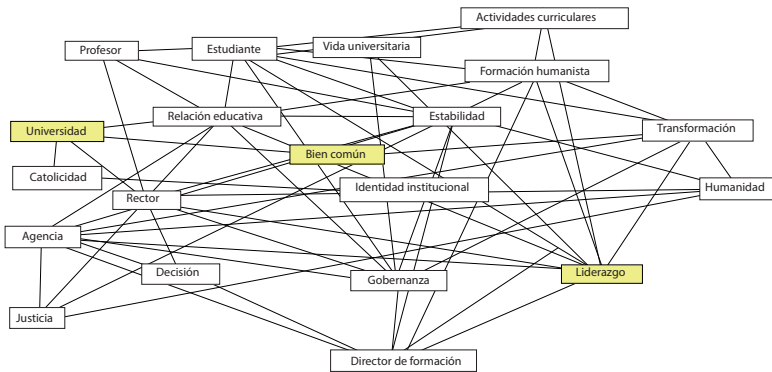 Actividades curriculares
Profesor
Estudiante
Vida universitaria
Formación humanista
Relación educativa
Estabilidad
Universidad
Transformación
Bien común
Catolicidad
Identidad institucional
Humanidad
Rector
Agencia
Decisión
Gobernanza
Liderazgo
Justicia
Director de formación